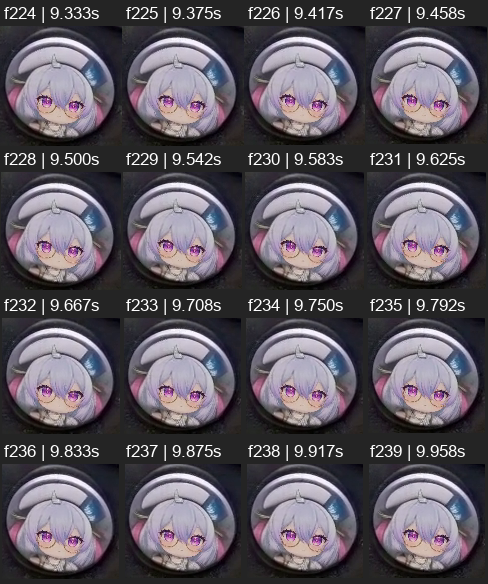 f224 | 9.333s f225 | 9.375s f226 | 9.417s f227 | 9.458s
f228 | 9.500s f229 | 9.542s f230 | 9.583s f231 | 9.625s
f232 | 9.667s f233 | 9.708s f234 | 9.750s f235 | 9.792s
f236 | 9.833s f237 | 9.875s f238 | 9.917s f239 | 9.958s